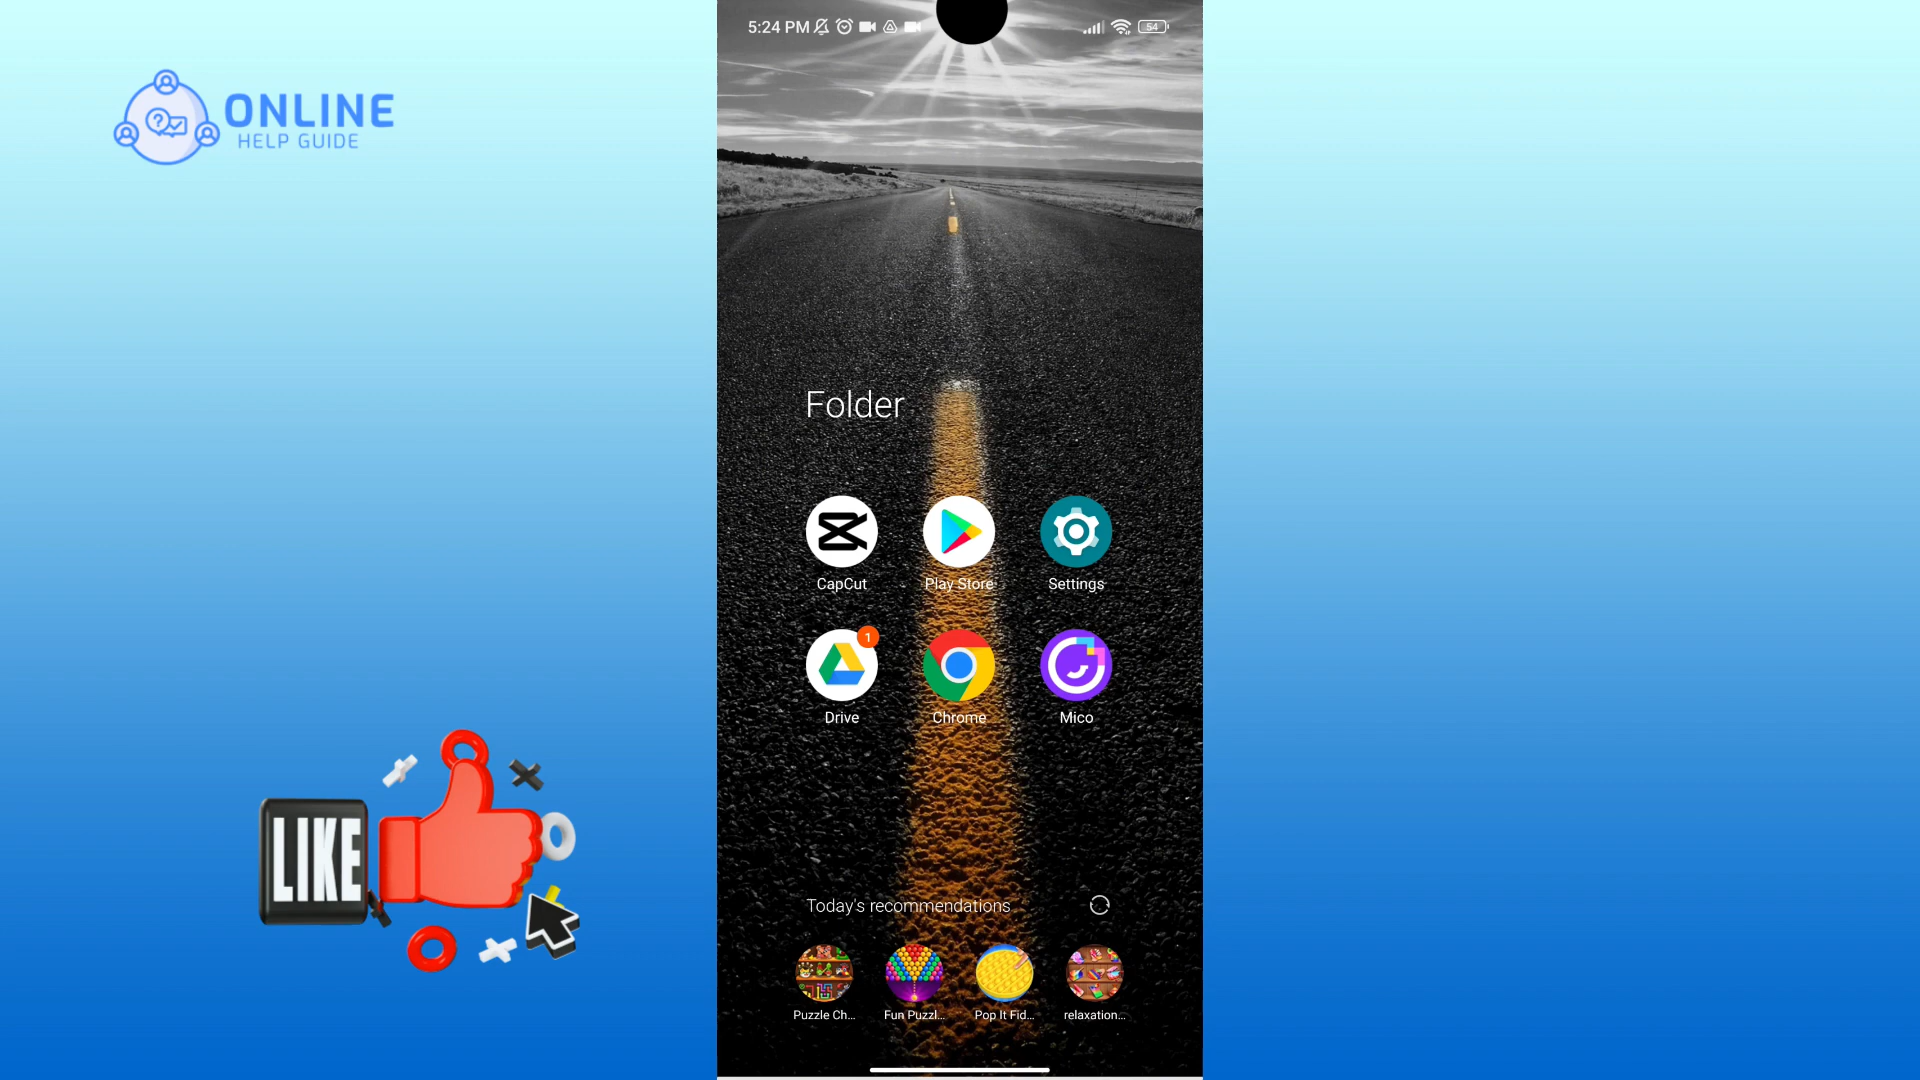 ONLINE
HELP GUIDE
5:24 PM
54
Folder
CapCut
Play Store
Settings
1
Drive
Chrome
Mico
LIKE
Today's recommendations
Puzzle Ch...
Fun Puzzl...
Pop It Fid...
relaxation...